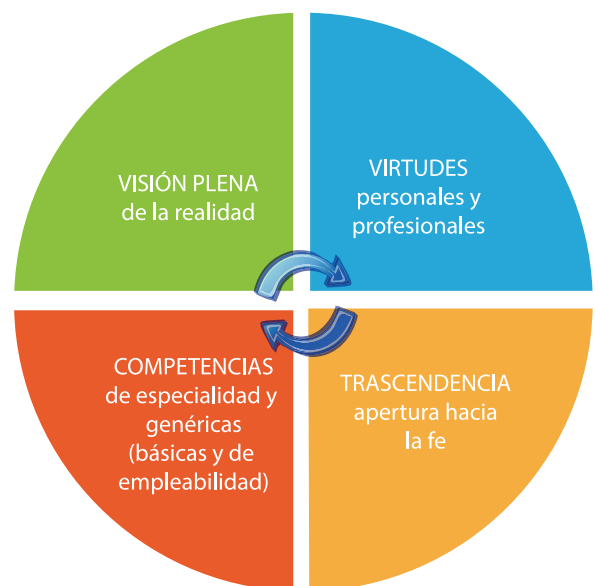 VISIÓN PLENA
de la realidad
VIRTUDES
personales y
profesionales
COMPETENCIAS
de especialidad y
genéricas
(básicas y de
empleabilidad)
TRASCENDENCIA
apertura hacia
la fe